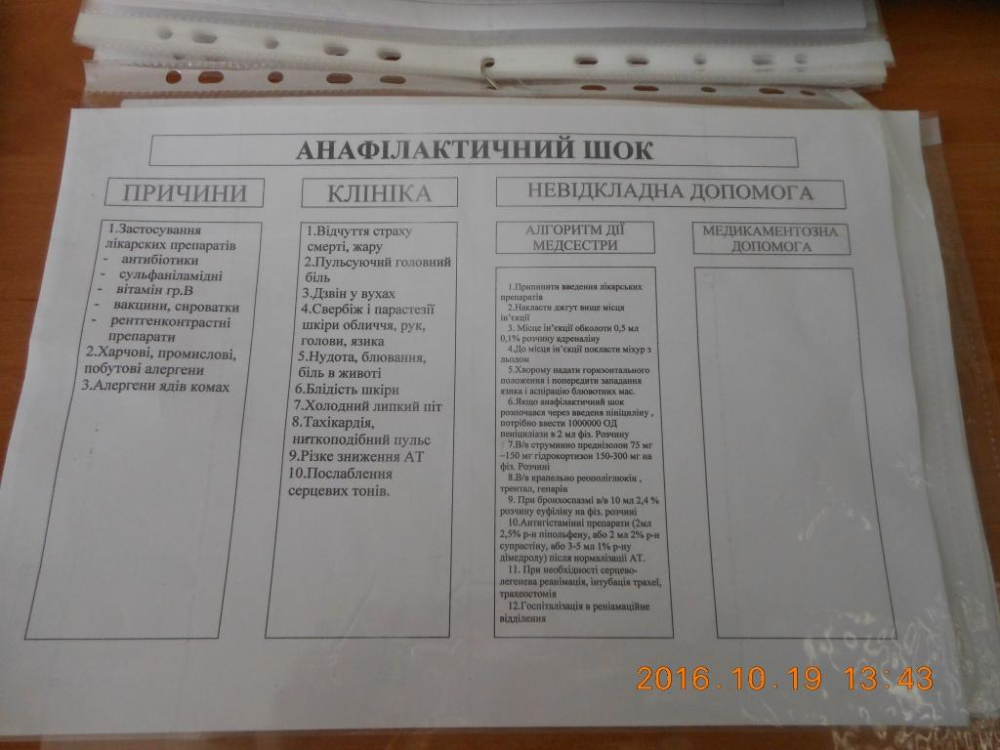 АНАФІЛАКТИЧНИЙ ШОК
ПРИЧИНИ
1.Застосування
лікарских препаратів
- антибіотики
- сульфаніламідні
- вітамін гр.В
- вакцини, сироватки
- рентгенконтрастні
препарати
2.Харчові, промислові,
побутові алергени
3.Алергени ядів комах
КЛІНІКА
1.Відчуття страху
смерті, жару
2.Пульсуючий головний
біль
3.Дзвін у вухах
4.Свербіж і парастезії
шкіри обличчя, рук,
голови, язика
5.Нудота, блювання,
біль в животі
6.Блідість шкіри
7.Холодний липкий піт
8.Тахікардія,
ниткоподібний пульс
9.Різке зниження АТ
10.Послаблення
серцевих тонів.
НЕВІДКЛАДНА ДОПОМОГА
АЛГОРИТМ ДІЇ
МЕДСЕСТРИ
1.Припинити введення лікарських
препаратів
2.Накласти джгут вище місця
ін’єкції
3. Місце ін’єкції обколоти 0,5 мл
0,1% розчину адреналіну
4.До місця ін’єкції покласти міхур з
льодом
5.Хворому надати горизонтального
положення і попередити западання
язика і аспірацію блювотних мас.
6.Якщо анафілактичний шок
розпочався через введеня пініциліну ,
потрібно ввести 1000000 ОД
пеніциліази в 2 мл фіз. Розчину
7.В/в струминно преднізолон 75 мг
–150 мг гідрокортизон 150-300 мг на
фіз. Розчині
8.В/в крапельно реополіглюкін ,
трентал, гепарін
9. При бронхоспазмі в/в 10 мл 2,4 %
розчину еуфіліну на фіз. розчині
10.Антигістамінні препарати (2мл
2,5% р-н піпольфену, або 2 мл 2% р-н
супрастіну, або 3-5 мл 1% р-ну
дімедролу) після нормалізації АТ.
11. При необхідності серцево-
легенева реанімація, інтубація трахеї,
трахеостомія
12.Госпіталізація в реніамаційне
відділення
МЕДИКАМЕНТОЗНА
ДОПОМОГА
2016.10.19 13:43